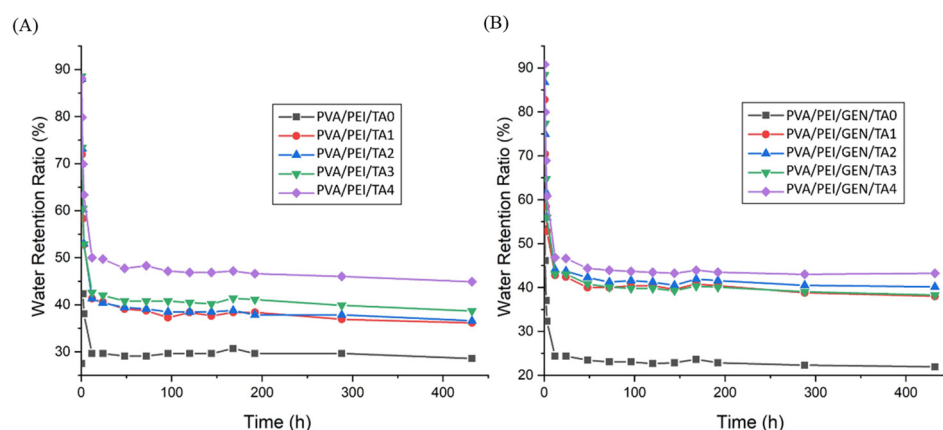 (A)
Water Retention Ratio (%)
90
80
70
60
50
40
30
0
100
200
300
400
Time (h)
PVA/PEI/TA0
PVA/PEI/TA1
PVA/PEI/TA2
PVA/PEI/TA3
PVA/PEI/TA4
(B)
Water Retention Ratio (%)
90
80
70
60
50
40
30
20
0
100
200
300
400
Time (h)
PVA/PEI/GEN/TA0
PVA/PEI/GEN/TA1
PVA/PEI/GEN/TA2
PVA/PEI/GEN/TA3
PVA/PEI/GEN/TA4